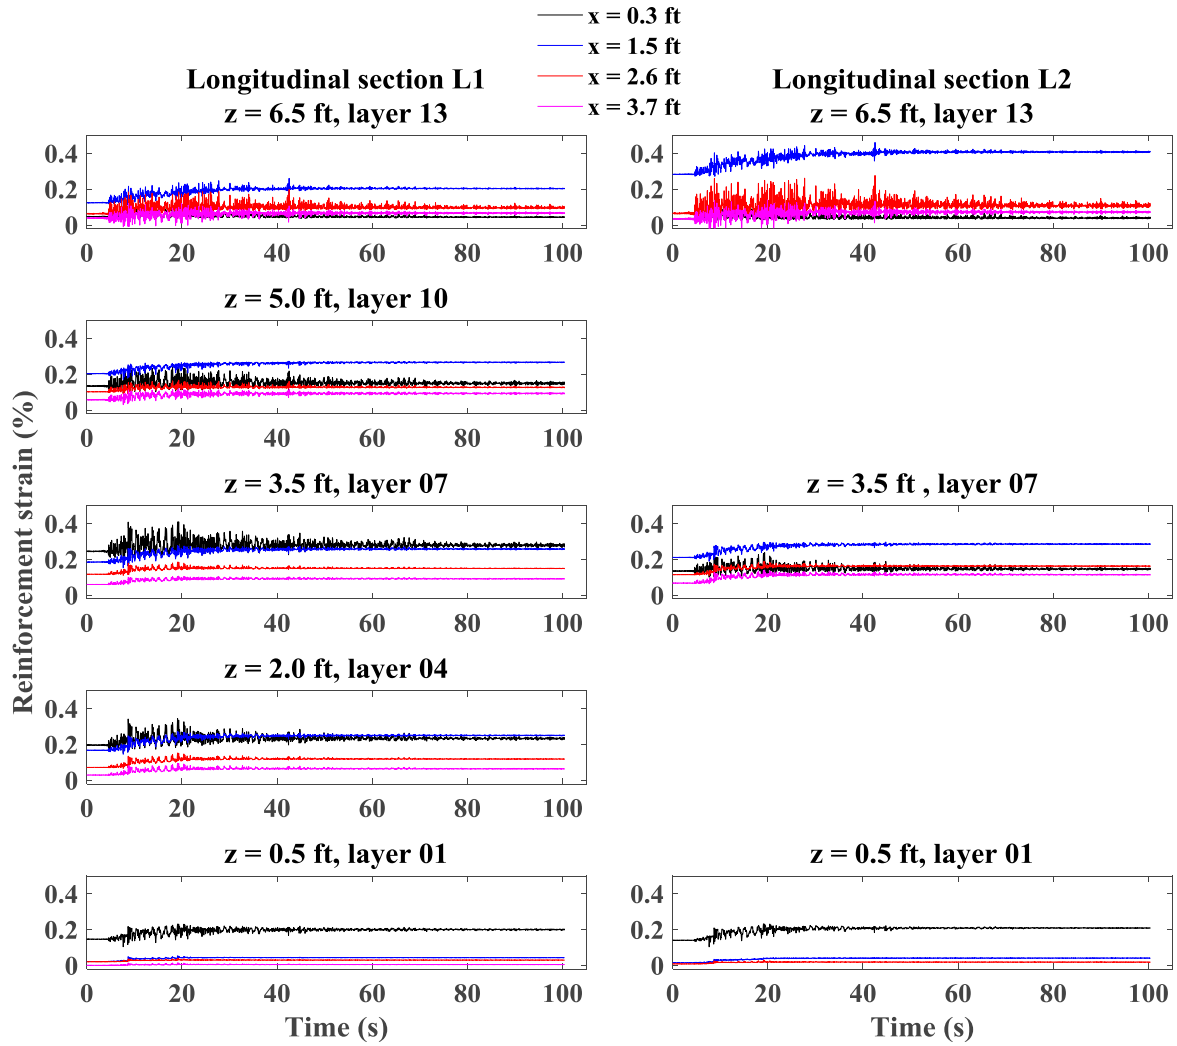 x = 0.3 ft
x = 1.5 ft
x = 2.6 ft
x = 3.7 ft
Longitudinal section L1
z = 6.5 ft, layer 13
0.4
0.2
0
0 20 40 60 80 100
z = 5.0 ft, layer 10
0.4
0.2
0
0 20 40 60 80 100
z = 3.5 ft, layer 07
0.4
0.2
0
0 20 40 60 80 100
z = 2.0 ft, layer 04
0.4
0.2
0
0 20 40 60 80 100
z = 0.5 ft, layer 01
0.4
0.2
0
0 20 40 60 80 100
Time (s)
Reinforcement strain (%)
Longitudinal section L2
z = 6.5 ft, layer 13
0.4
0.2
0
0 20 40 60 80 100
z = 3.5 ft , layer 07
0.4
0.2
0
0 20 40 60 80 100
z = 0.5 ft, layer 01
0.4
0.2
0
0 20 40 60 80 100
Time (s)